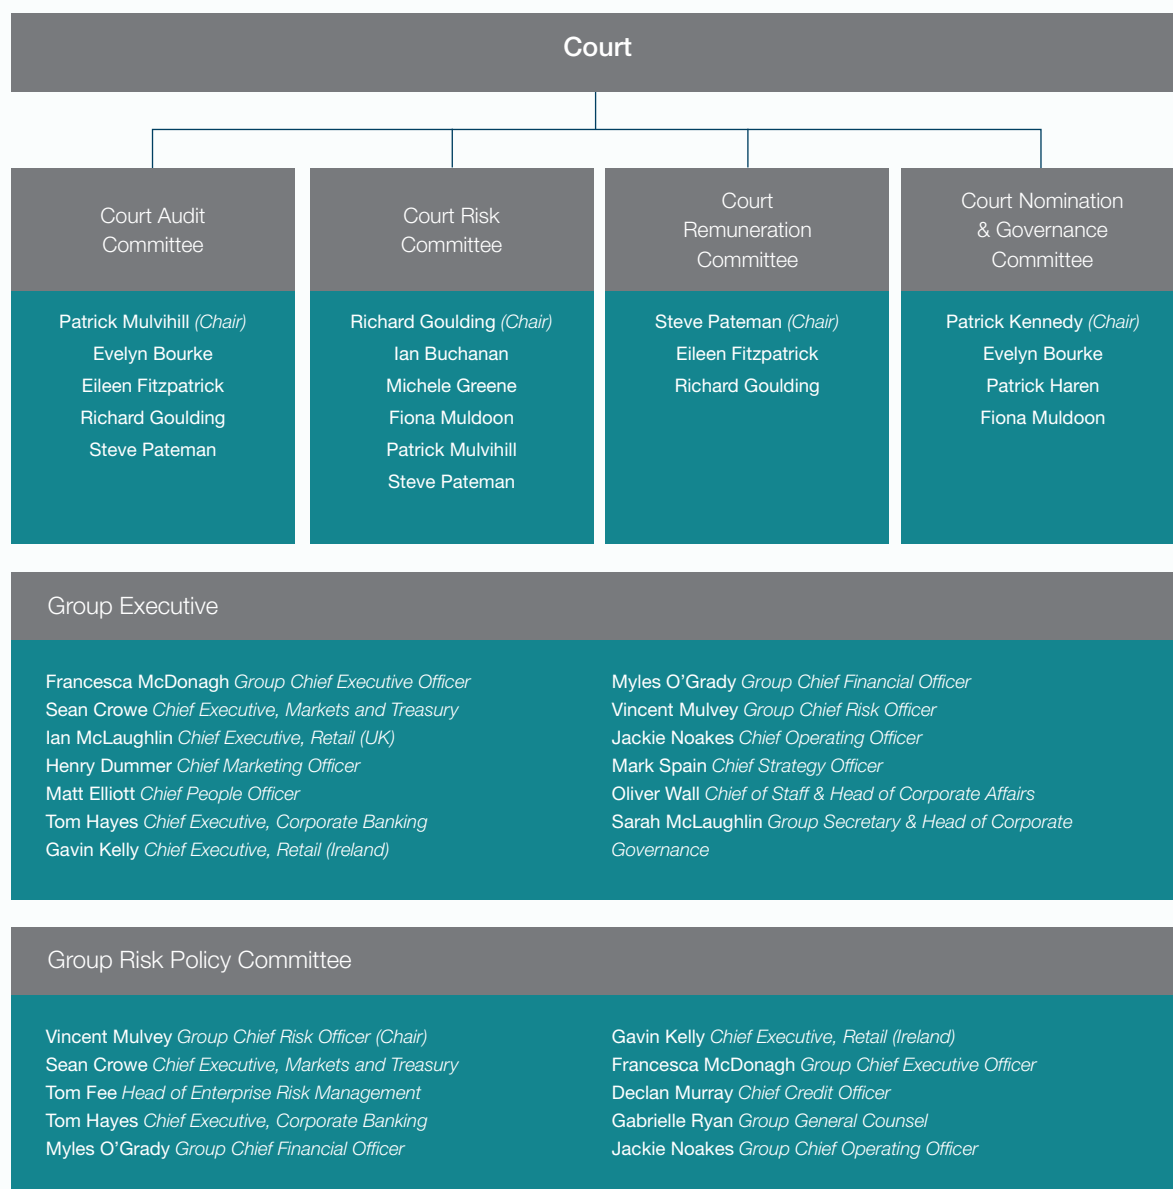 Court
Court Audit
Committee
Patrick Mulvihill (Chair)
Evelyn Bourke
Eileen Fitzpatrick
Richard Goulding
Steve Pateman
Court Risk
Committee
Richard Goulding (Chair)
Ian Buchanan
Michele Greene
Fiona Muldoon
Patrick Mulvihill
Steve Pateman
Court
Remuneration
Committee
Steve Pateman (Chair)
Eileen Fitzpatrick
Richard Goulding
Court Nomination
& Governance
Committee
Patrick Kennedy (Chair)
Evelyn Bourke
Patrick Haren
Fiona Muldoon
Group Executive
Francesca McDonagh Group Chief Executive Officer
Sean Crowe Chief Executive, Markets and Treasury
Ian McLaughlin Chief Executive, Retail (UK)
Henry Dummer Chief Marketing Officer
Matt Elliott Chief People Officer
Tom Hayes Chief Executive, Corporate Banking
Gavin Kelly Chief Executive, Retail (Ireland)
Myles O’Grady Group Chief Financial Officer
Vincent Mulvey Group Chief Risk Officer
Jackie Noakes Chief Operating Officer
Mark Spain Chief Strategy Officer
Oliver Wall Chief of Staff & Head of Corporate Affairs
Sarah McLaughlin Group Secretary & Head of Corporate
Governance
Group Risk Policy Committee
Vincent Mulvey Group Chief Risk Officer (Chair)
Sean Crowe Chief Executive, Markets and Treasury
Tom Fee Head of Enterprise Risk Management
Tom Hayes Chief Executive, Corporate Banking
Myles O’Grady Group Chief Financial Officer
Gavin Kelly Chief Executive, Retail (Ireland)
Francesca McDonagh Group Chief Executive Officer
Declan Murray Chief Credit Officer
Gabrielle Ryan Group General Counsel
Jackie Noakes Group Chief Operating Officer